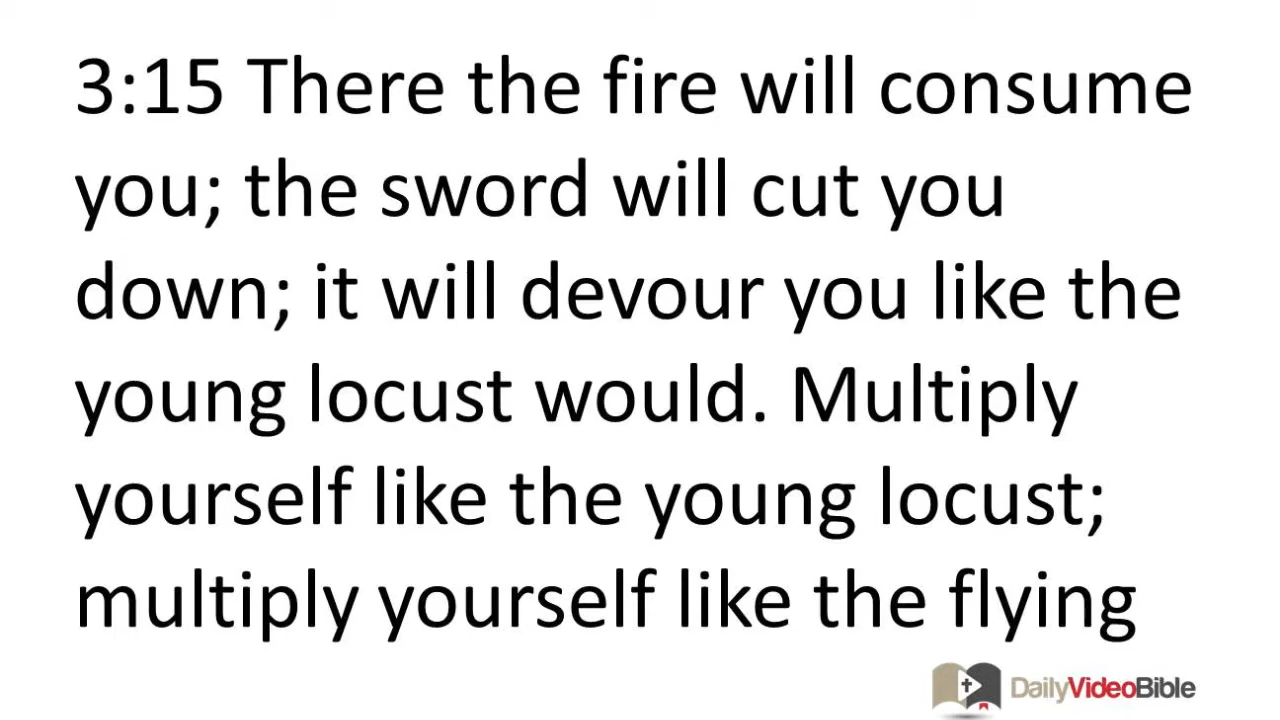 3:15 There the fire will consume
you; the sword will cut you
down; it will devour you like the
young locust would. Multiply
yourself like the young locust;
multiply yourself like the flying
DailyVideoBible